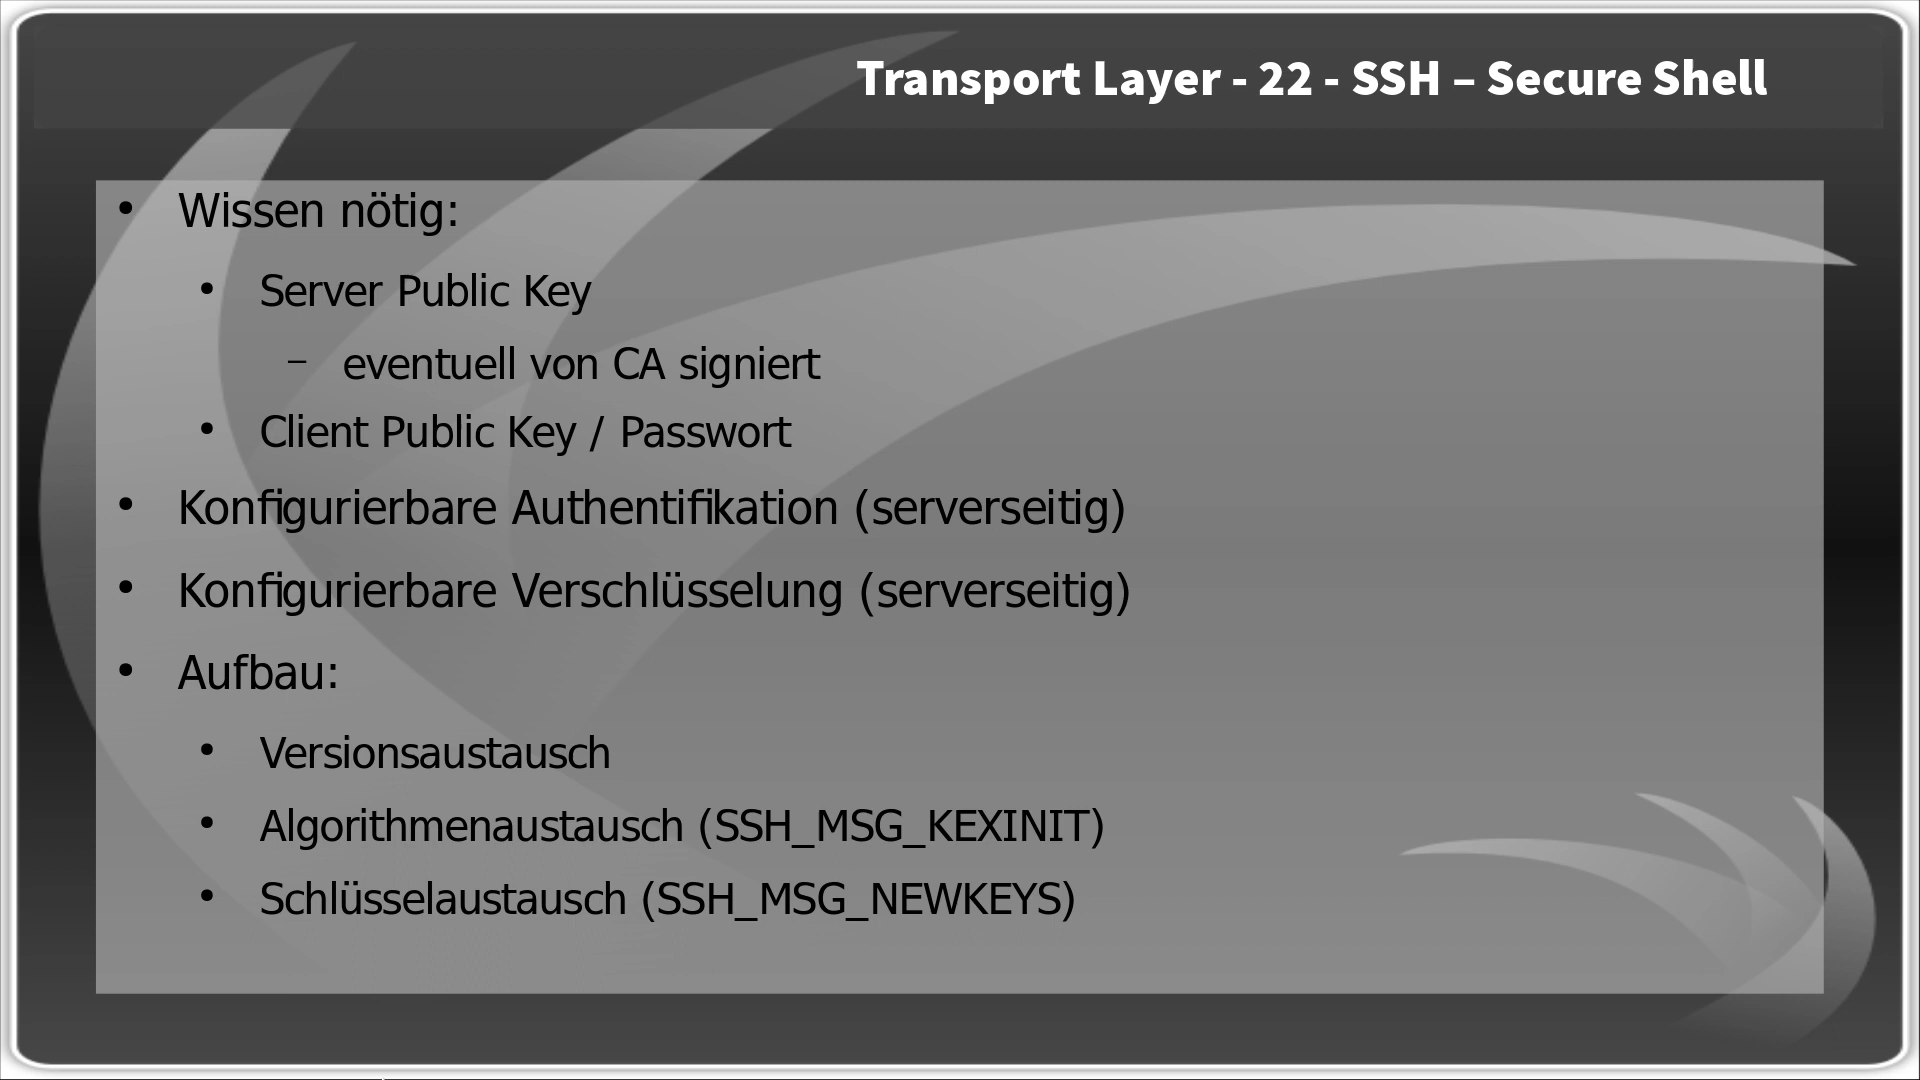 Transport Layer - 22 - SSH – Secure Shell
• Wissen nötig:
• Server Public Key
– eventuell von CA signiert
• Client Public Key / Passwort
• Konfigurierbare Authentifikation (serverseitig)
• Konfigurierbare Verschlüsselung (serverseitig)
• Aufbau:
• Versionsaustausch
• Algorithmenaustausch (SSH_MSG_KEXINIT)
• Schlüsselaustausch (SSH_MSG_NEWKEYS)